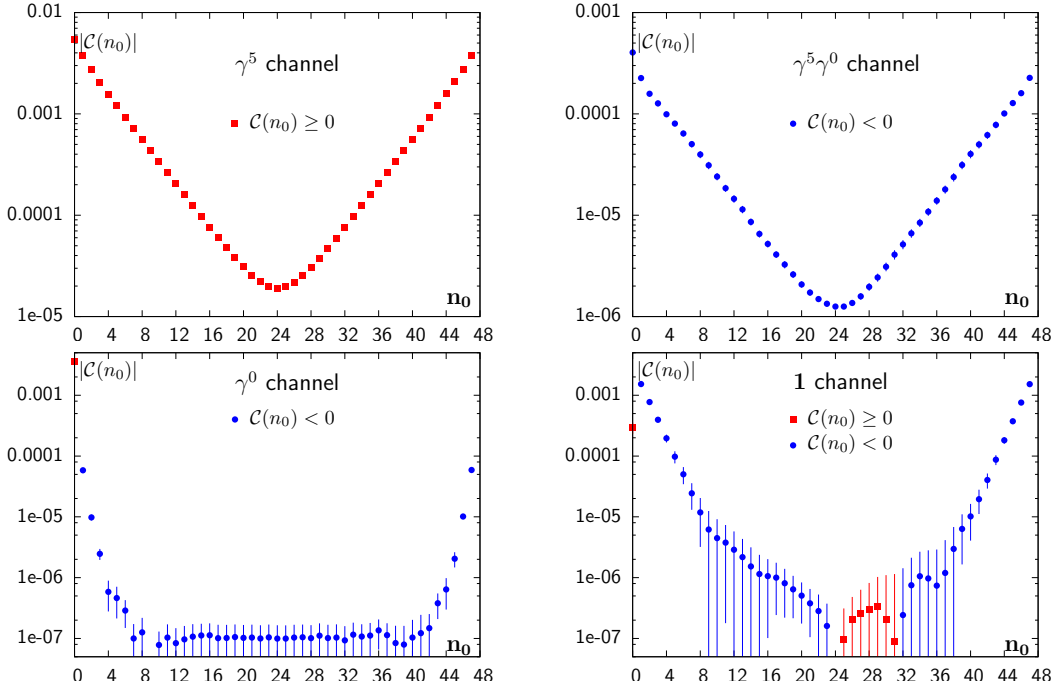 0.01
|𝒞(n₀)|
γ⁵ channel
𝒞(n₀) ≥ 0
0.001
0.0001
1e-05
n₀
0 4 8 12 16 20 24 28 32 36 40 44 48
0.001
|𝒞(n₀)|
γ⁵γ⁰ channel
𝒞(n₀) < 0
0.0001
1e-05
1e-06
n₀
0 4 8 12 16 20 24 28 32 36 40 44 48
|𝒞(n₀)|
γ⁰ channel
𝒞(n₀) < 0
0.001
0.0001
1e-05
1e-06
1e-07
n₀
0 4 8 12 16 20 24 28 32 36 40 44 48
|𝒞(n₀)|
1 channel
𝒞(n₀) ≥ 0
𝒞(n₀) < 0
0.001
0.0001
1e-05
1e-06
1e-07
n₀
0 4 8 12 16 20 24 28 32 36 40 44 48